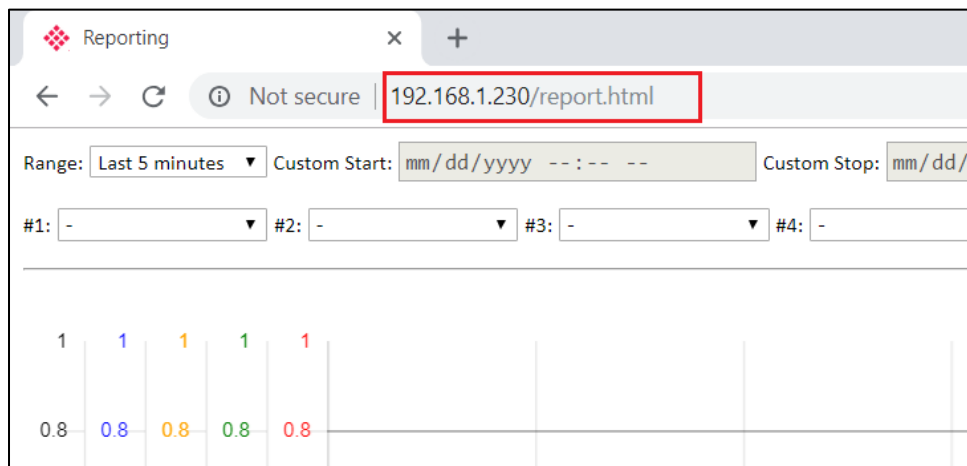 Reporting
Not secure 192.168.1.230/report.html
Range: Last 5 minutes Custom Start: mm/dd/yyyy --:-- -- Custom Stop: mm/dd/
#1: - #2: - #3: - #4: -
1 1 1 1 1
0.8 0.8 0.8 0.8 0.8